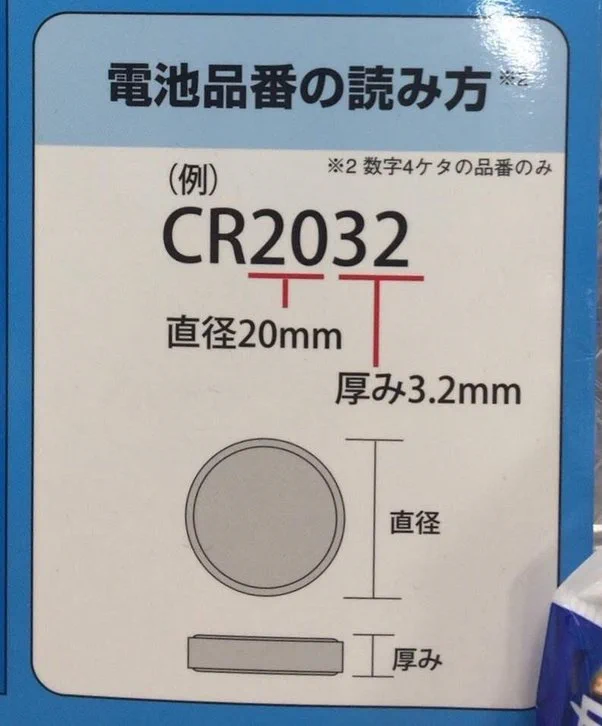 電池品番の読み方※2
※2 数字4ケタの品番のみ
(例)
CR2032
直径20mm
厚み3.2mm
直径
厚み